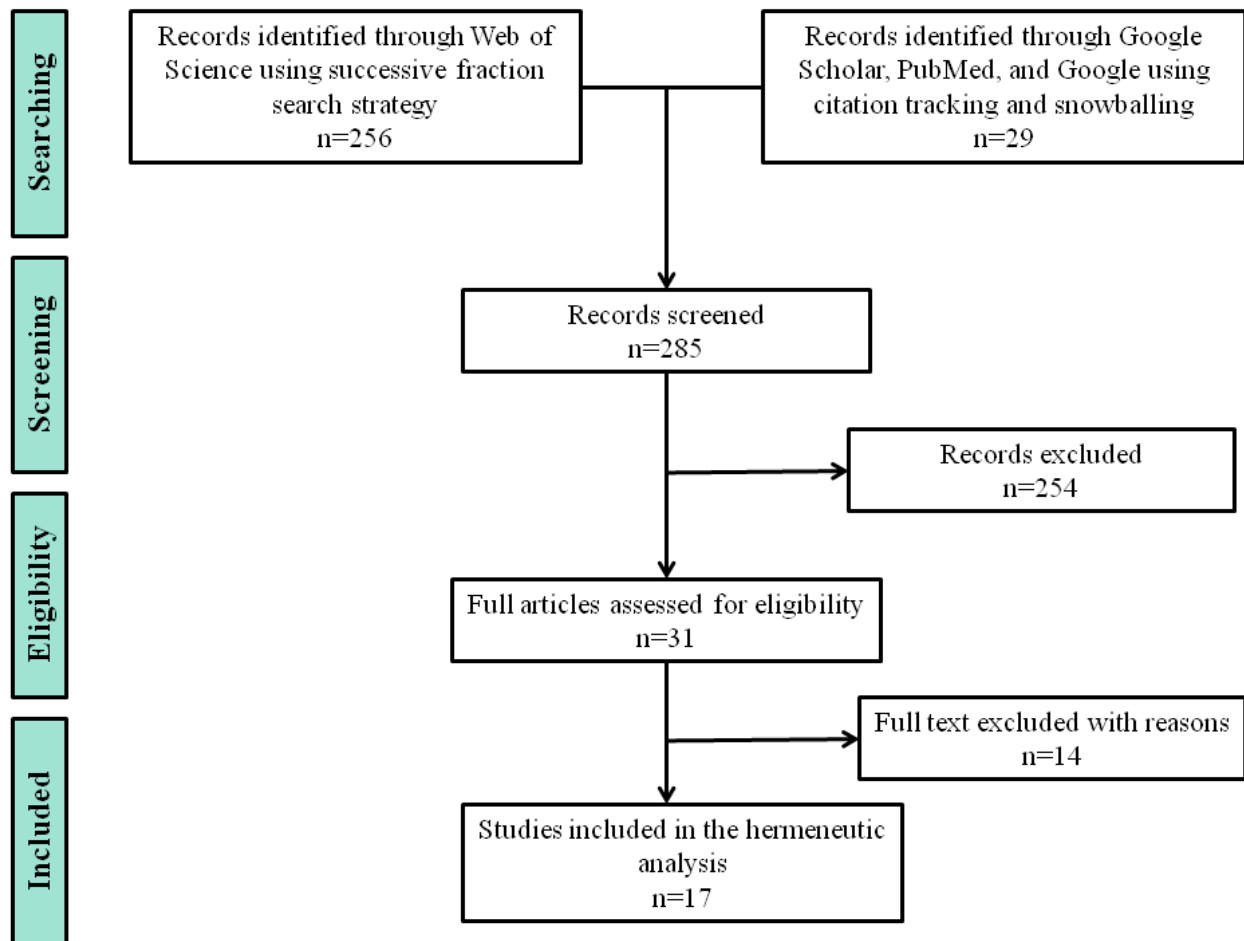 Searching
Records identified through Web of
Science using successive fraction
search strategy
n=256
Records identified through Google
Scholar, PubMed, and Google using
citation tracking and snowballing
n=29
Screening
Records screened
n=285
Records excluded
n=254
Eligibility
Full articles assessed for eligibility
n=31
Full text excluded with reasons
n=14
Included
Studies included in the hermeneutic
analysis
n=17